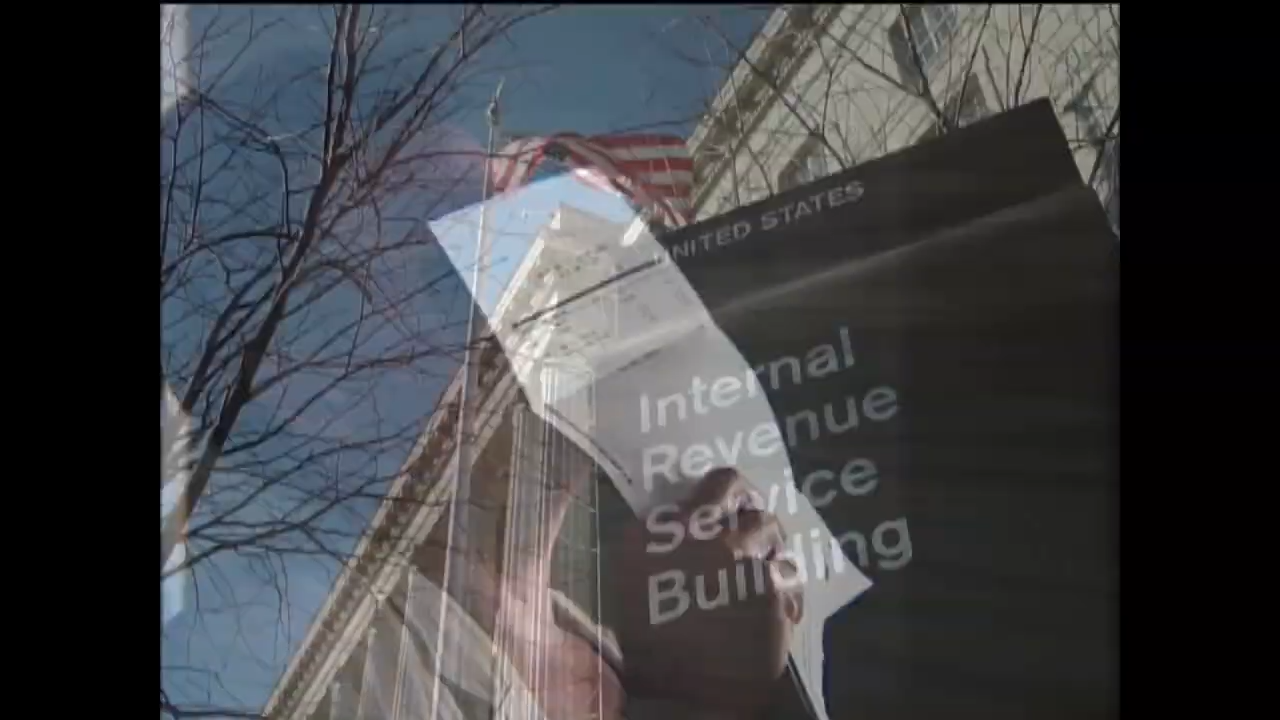 UNITED STATES
Internal
Revenue
Service
Building